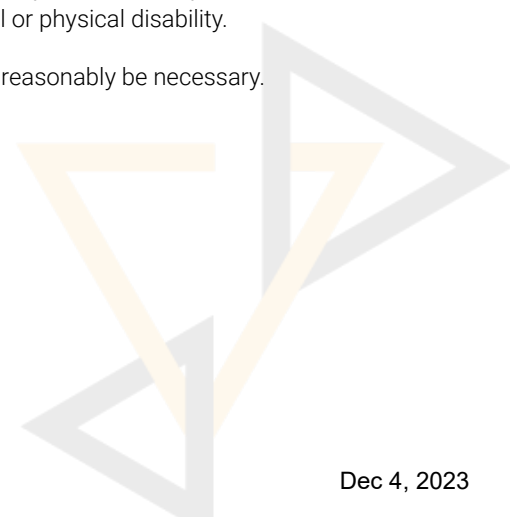 l or physical disability.
reasonably be necessary.
Dec 4, 2023